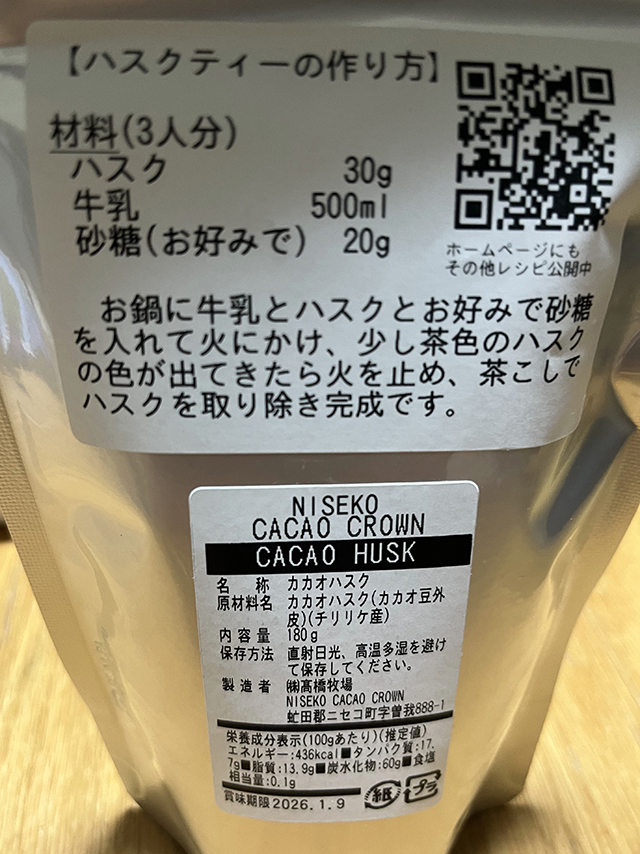 【ハスクティーの作り方】
材料(3人分)
ハスク 30g
牛乳 500ml
砂糖(お好みで) 20g
ホームページにも
その他レシピ公開中
お鍋に牛乳とハスクとお好みで砂糖
を入れて火にかけ、少し茶色のハスク
の色が出てきたら火を止め、茶こしで
ハスクを取り除き完成です。
NISEKO
CACAO CROWN
CACAO HUSK
名称 カカオハスク
原材料名 カカオハスク(カカオ豆外
皮)(チリリケ産)
内容量 180g
保存方法 直射日光、高温多湿を避け
て保存してください。
製造者 ㈱髙橋牧場
NISEKO CACAO CROWN
虻田郡ニセコ町字曽我888-1
栄養成分表示(100gあたり)(推定値)
エネルギー:436kcal■タンパク質:17.
7g■脂質:13.9g■炭水化物:60g■食塩
相当量:0.1g
賞味期限 2026.1.9
紙 プラ